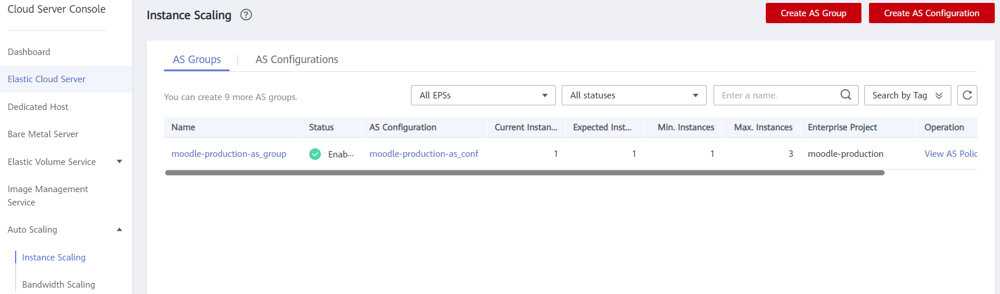 Cloud Server Console
Dashboard
Elastic Cloud Server
Dedicated Host
Bare Metal Server
Elastic Volume Service
Image Management
Service
Auto Scaling
Instance Scaling
Bandwidth Scaling
Instance Scaling ?
Create AS Group
Create AS Configuration
AS Groups | AS Configurations
You can create 9 more AS groups.
All EPSs
All statuses
Enter a name.
Search by Tag
Name Status AS Configuration Current Instan... Expected Inst... Min. Instances Max. Instances Enterprise Project Operation
moodle-production-as_group Enab... moodle-production-as_conf 1 1 1 3 moodle-production View AS Polic